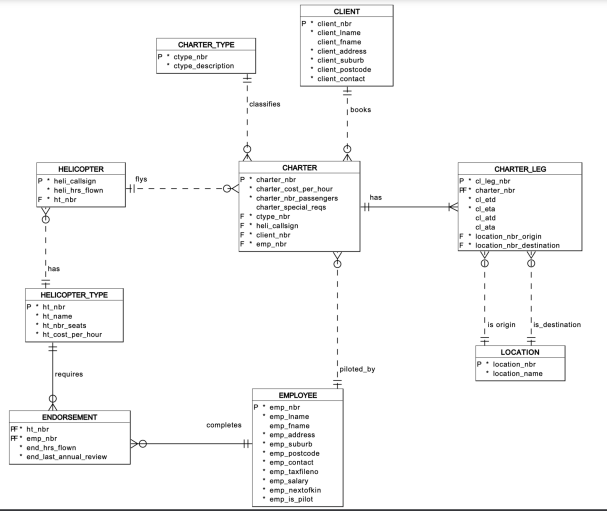 CLIENT
P * client_nbr
* client_lname
client_fname
* client_address
* client_suburb
* client_postcode
* client_contact
CHARTER_TYPE
P * ctype_nbr
* ctype_description
classifies
books
HELICOPTER
P * heli_callsign
* heli_hrs_flown
F * ht_nbr
flys
CHARTER
P * charter_nbr
* charter_cost_per_hour
* charter_nbr_passengers
charter_special_reqs
F * ctype_nbr
F * heli_callsign
F * client_nbr
F * emp_nbr
has
CHARTER_LEG
P * cl_leg_nbr
PF * charter_nbr
* cl_etd
* cl_eta
cl_atd
cl_ata
F * location_nbr_origin
F * location_nbr_destination
has
HELICOPTER_TYPE
P * ht_nbr
* ht_name
* ht_nbr_seats
* ht_cost_per_hour
is origin
is_destination
LOCATION
P * location_nbr
* location_name
requires
piloted_by
EMPLOYEE
P * emp_nbr
* emp_lname
emp_fname
* emp_address
* emp_suburb
* emp_postcode
* emp_contact
* emp_taxfileno
* emp_salary
* emp_nextofkin
* emp_is_pilot
ENDORSEMENT
PF * ht_nbr
PF * emp_nbr
* end_hrs_flown
* end_last_annual_review
completes